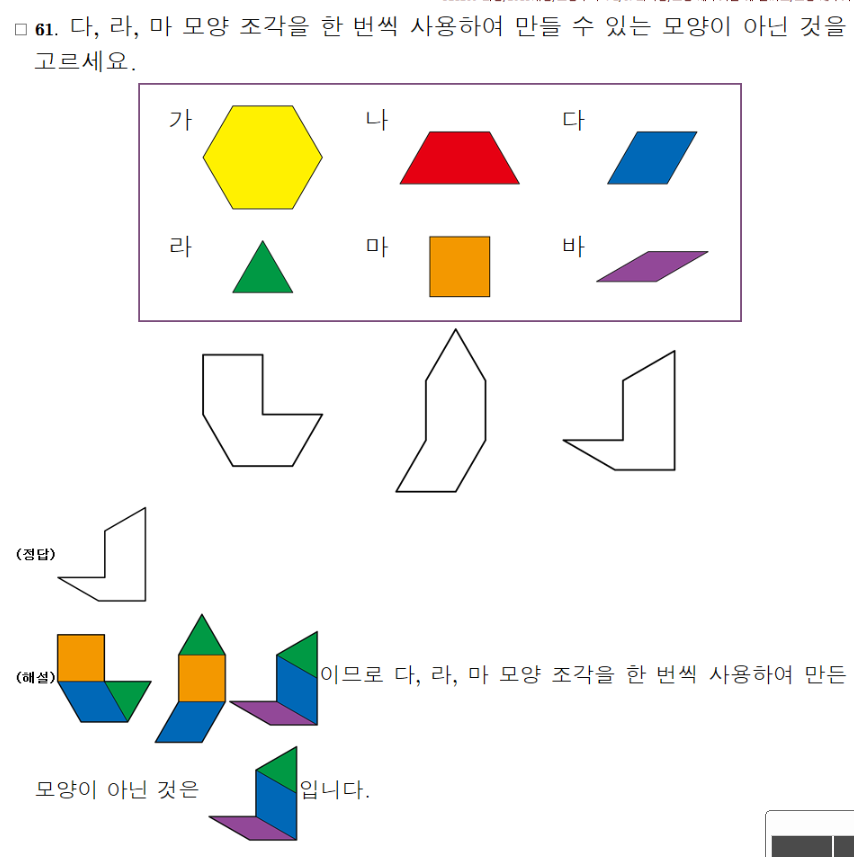 □ 61. 다, 라, 마 모양 조각을 한 번씩 사용하여 만들 수 있는 모양이 아닌 것을
고르세요.
가 나 다
라 마 바
(정답)
(해설) 이므로 다, 라, 마 모양 조각을 한 번씩 사용하여 만든
모양이 아닌 것은 입니다.